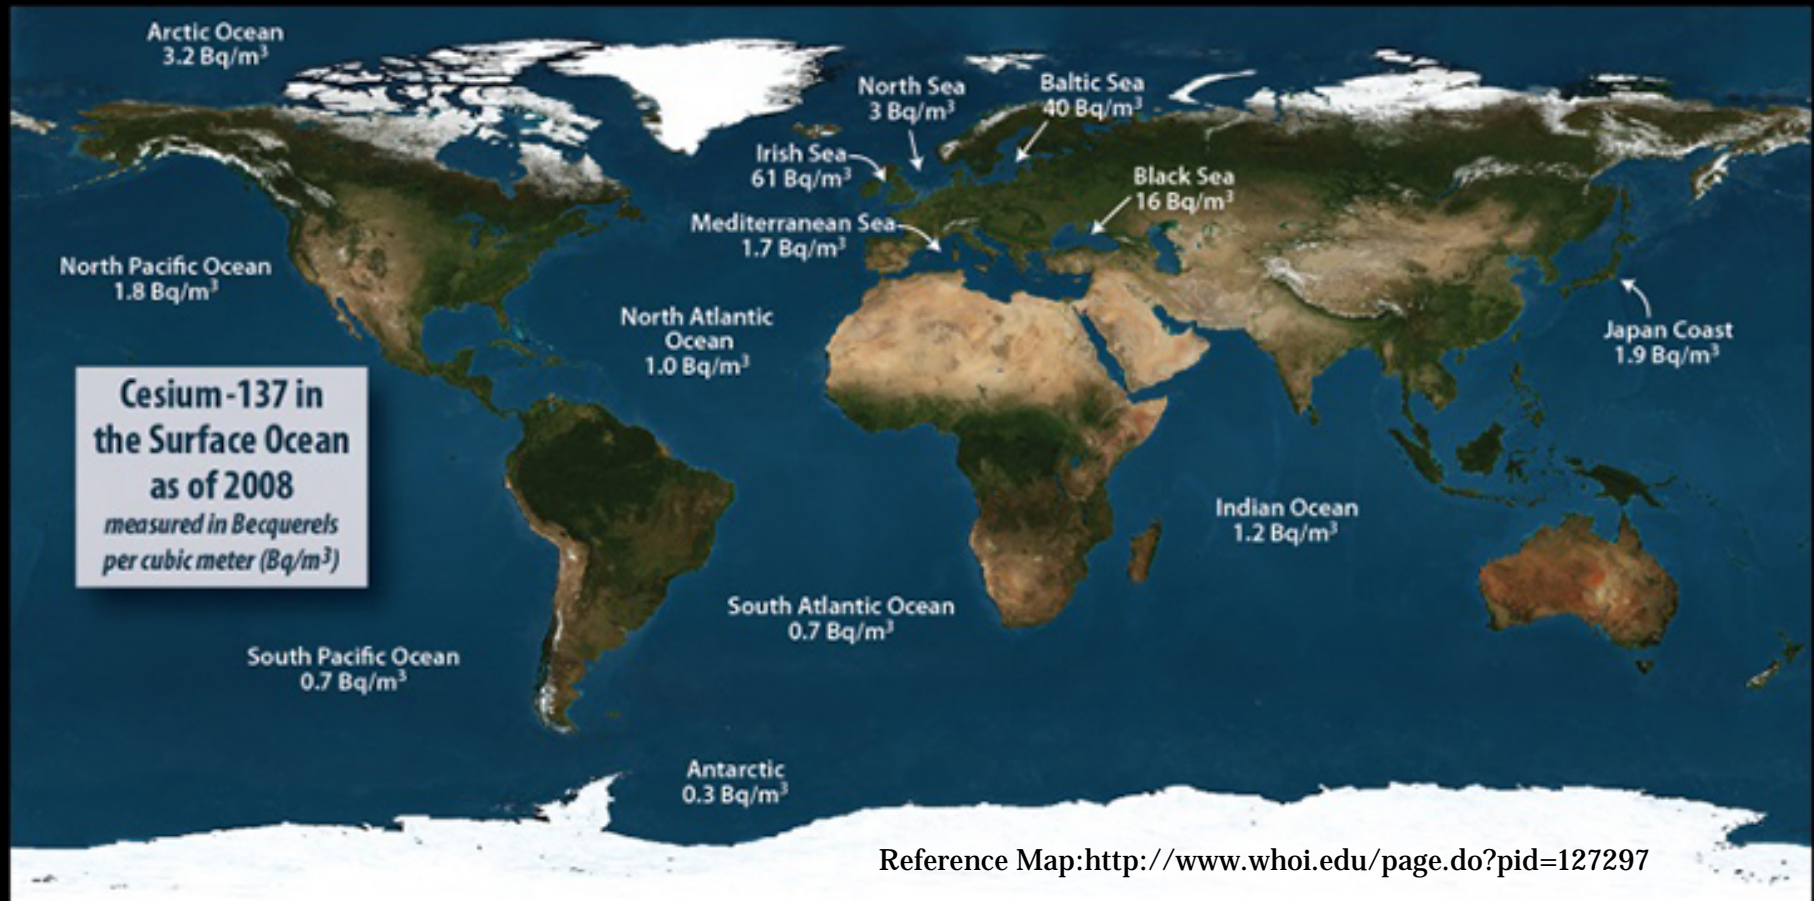 Arctic Ocean
3.2 Bq/m³
North Sea
3 Bq/m³
Baltic Sea
40 Bq/m³
Irish Sea
61 Bq/m³
Black Sea
16 Bq/m³
Mediterranean Sea
1.7 Bq/m³
North Pacific Ocean
1.8 Bq/m³
North Atlantic
Ocean
1.0 Bq/m³
Japan Coast
1.9 Bq/m³
Cesium-137 in
the Surface Ocean
as of 2008
measured in Becquerels
per cubic meter (Bq/m³)
Indian Ocean
1.2 Bq/m³
South Atlantic Ocean
0.7 Bq/m³
South Pacific Ocean
0.7 Bq/m³
Antarctic
0.3 Bq/m³
Reference Map:http://www.whoi.edu/page.do?pid=127297